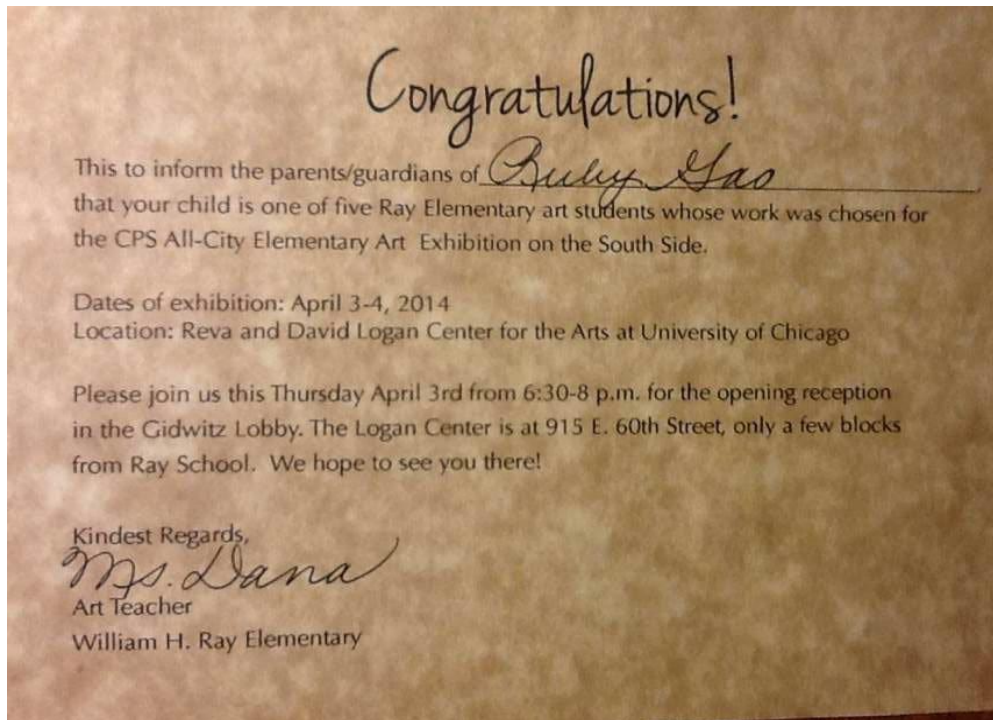 Congratulations!
This to inform the parents/guardians of Ruby Gao
that your child is one of five Ray Elementary art students whose work was chosen for
the CPS All-City Elementary Art Exhibition on the South Side.
Dates of exhibition: April 3-4, 2014
Location: Reva and David Logan Center for the Arts at University of Chicago
Please join us this Thursday April 3rd from 6:30-8 p.m. for the opening reception
in the Gidwitz Lobby. The Logan Center is at 915 E. 60th Street, only a few blocks
from Ray School. We hope to see you there!
Kindest Regards,
Ms. Dana
Art Teacher
William H. Ray Elementary